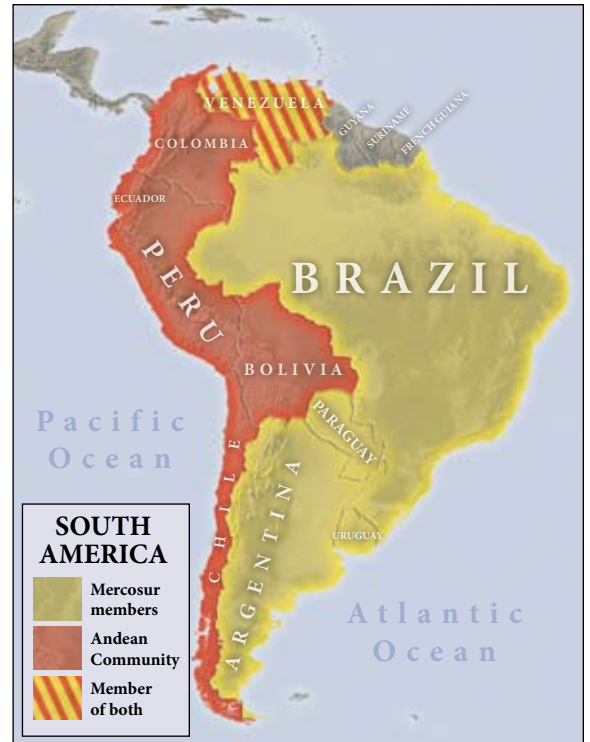 VENEZUELA
GUYANA
SURINAME
FRENCH GUIANA
COLOMBIA
ECUADOR
PERU
BRAZIL
BOLIVIA
PARAGUAY
Pacific
Ocean
CHILE
ARGENTINA
URUGUAY
Atlantic
Ocean
SOUTH
AMERICA
Mercosur
members
Andean
Community
Member
of both